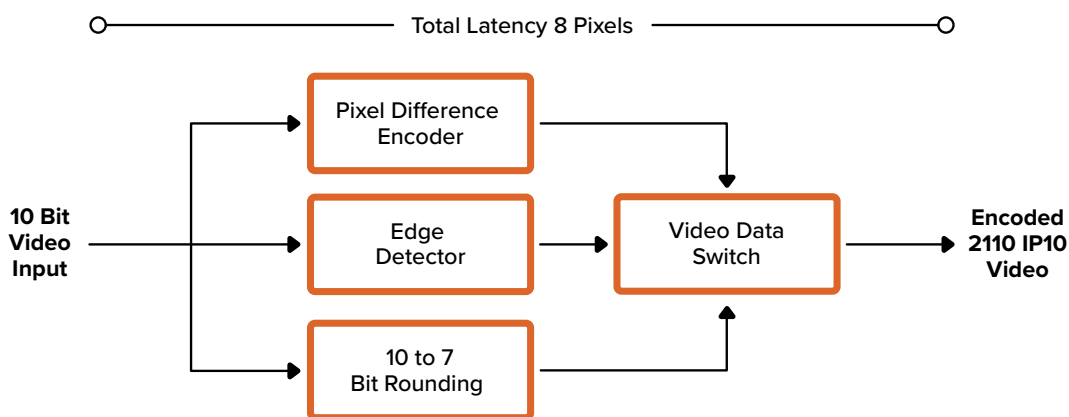 Total Latency 8 Pixels
Pixel Difference
Encoder
10 Bit
Video
Input
Edge
Detector
Video Data
Switch
Encoded
2110 IP10
Video
10 to 7
Bit Rounding